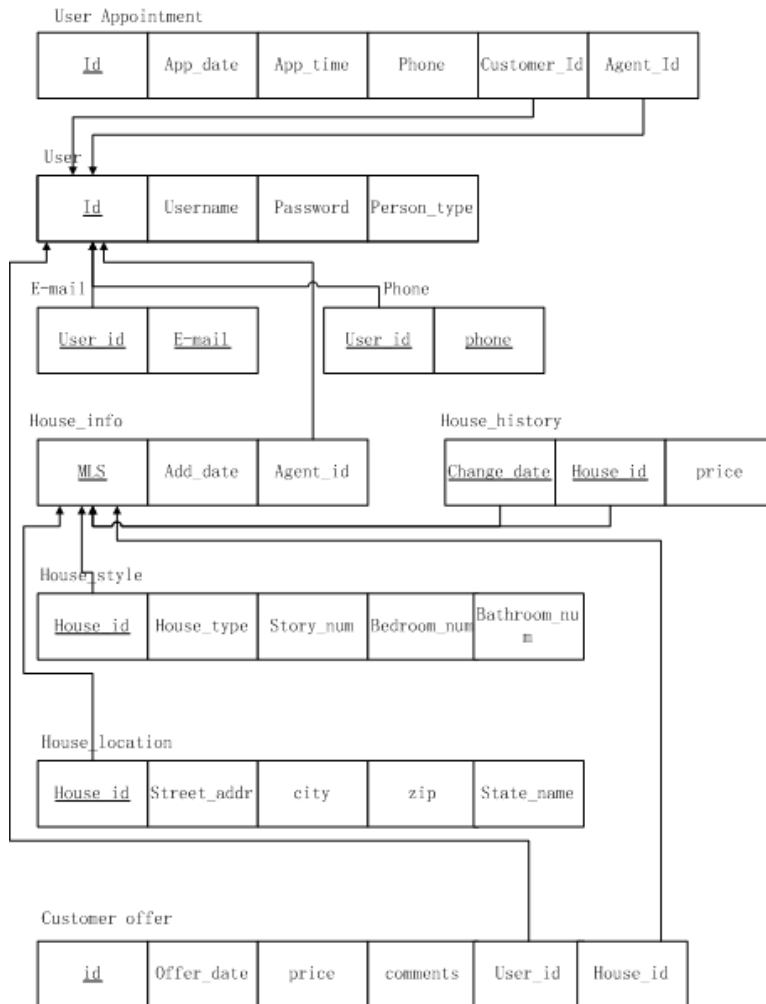 User Appointment
Id App_date App_time Phone Customer_Id Agent_Id
User
Id Username Password Person_type
E-mail Phone
User_id E-mail User_id phone
House_info House_history
MLS Add_date Agent_id Change_date House_id price
House_style
House_id House_type Story_num Bedroom_num Bathroom_nu
m
House_location
House_id Street_addr city zip State_name
Customer offer
id Offer_date price comments User_id House_id